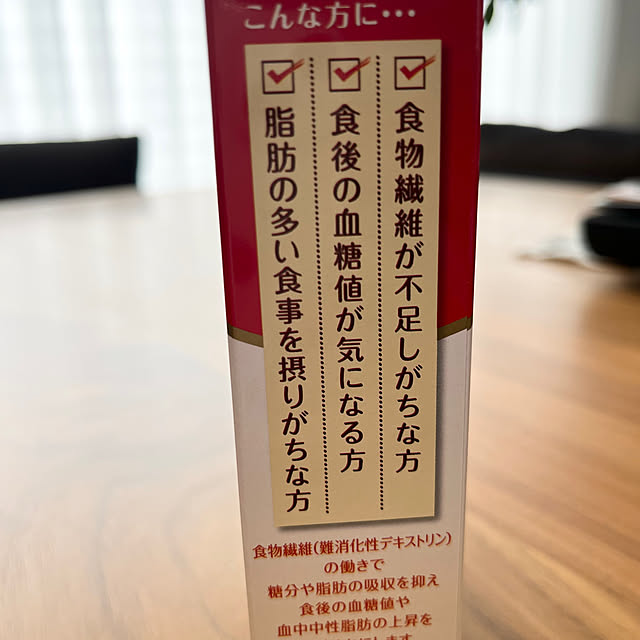 こんな方に・・・
食物繊維が不足しがちな方
食後の血糖値が気になる方
脂肪の多い食事を摂りがちな方
食物繊維(難消化性デキストリン)
の働きで
糖分や脂肪の吸収を抑え
食後の血糖値や
血中中性脂肪の上昇を